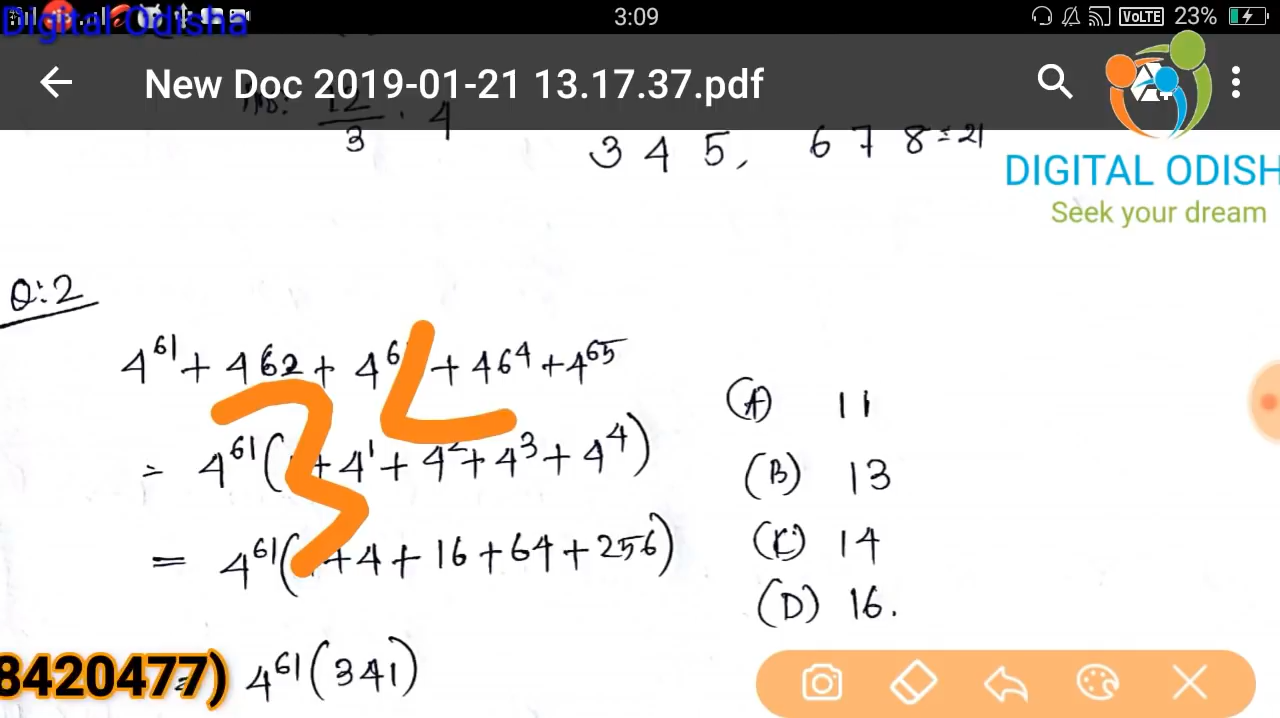 Digital Odisha
3:09
VoLTE 23%
New Doc 2019-01-21 13.17.37.pdf
12
3 . 4
3 4 5, 6 7 8 = 21
DIGITAL ODISH
Seek your dream
Q:2
4^61 + 4^62 + 4^6 + 4^64 + 4^65
= 4^61 ( + 4^1 + 4^2 + 4^3 + 4^4)
= 4^61 ( + 4 + 16 + 64 + 256)
8420477) = 4^61 (341)
(A) 11
(B) 13
(C) 14
(D) 16.